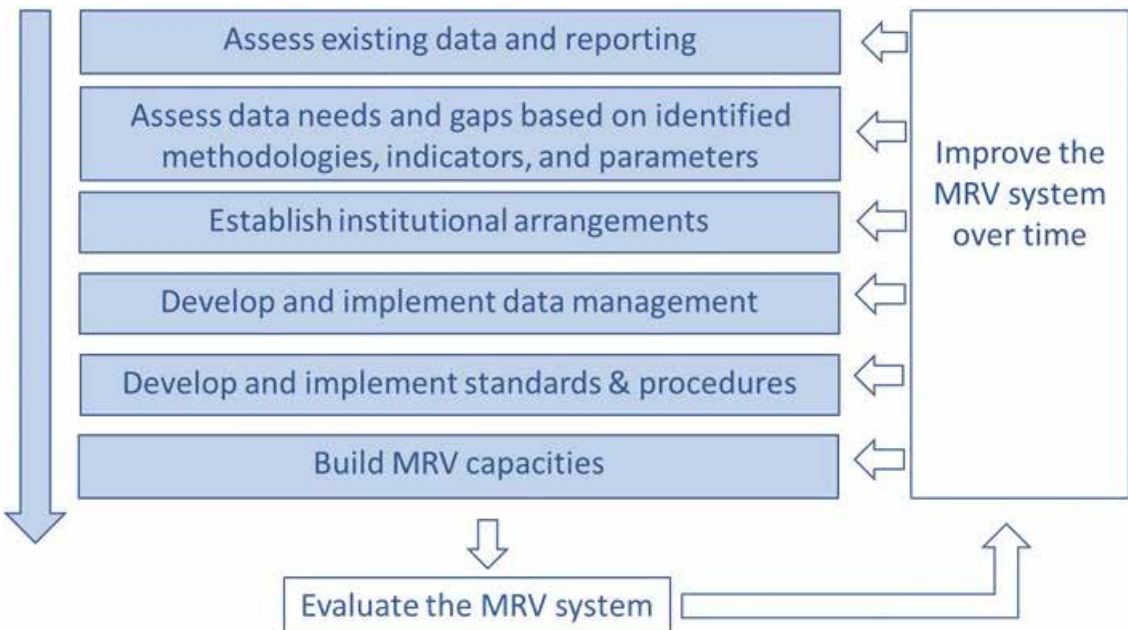 Assess existing data and reporting
Assess data needs and gaps based on identified
methodologies, indicators, and parameters
Establish institutional arrangements
Develop and implement data management
Develop and implement standards & procedures
Build MRV capacities
Improve the
MRV system
over time
Evaluate the MRV system